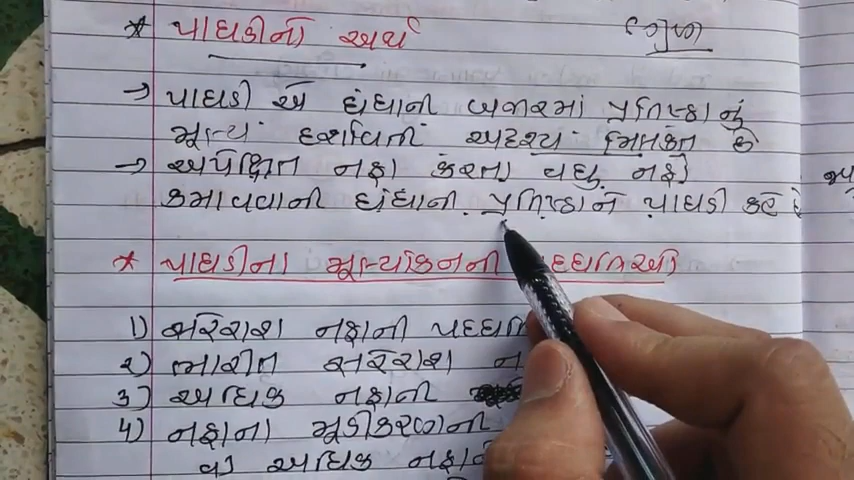 * પાઘડીનો અર્થ
જૂજ
→ પાઘડી એ ધંધાની બજારમાં પ્રતિષ્ઠાનું
મૂલ્ય દર્શાવતી અદૃશ્ય મિલકત છે
→ અપેક્ષિત નફા કરતા વધુ નફો
કમાવવાની ધંધાની પ્રતિષ્ઠાને પાઘડી કહે છે
* પાઘડીના મૂલ્યાંકનની પદ્ધતિઓ
1) સરેરાશ નફાની
2) ભારિત સરેરાશ
3) અધિક નફાની
4) નફાના મૂડીકરણની
અધિક